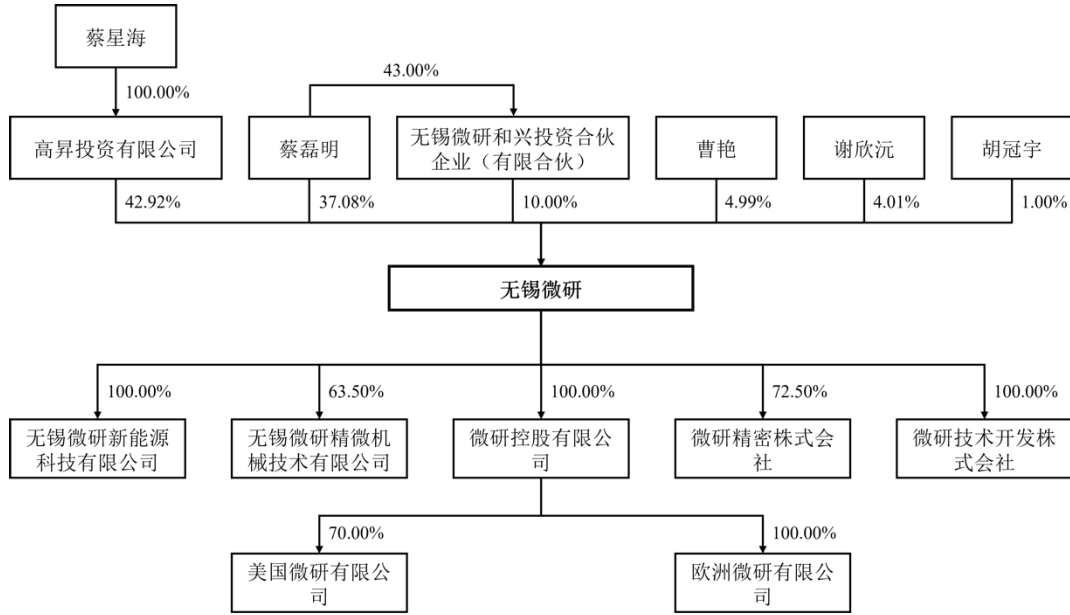 蔡星海
43.00%
100.00%
高昇投资有限公司
蔡磊明
无锡微研和兴投资合伙
企业（有限合伙）
曹艳
谢欣沅
胡冠宇
42.92%
37.08%
10.00%
4.99%
4.01%
1.00%
无锡微研
100.00%
63.50%
100.00%
72.50%
100.00%
无锡微研新能源
科技有限公司
无锡微研精微机
械技术有限公司
微研控股有限公
司
微研精密株式会
社
微研技术开发株
式会社
70.00%
100.00%
美国微研有限公
司
欧洲微研有限公
司